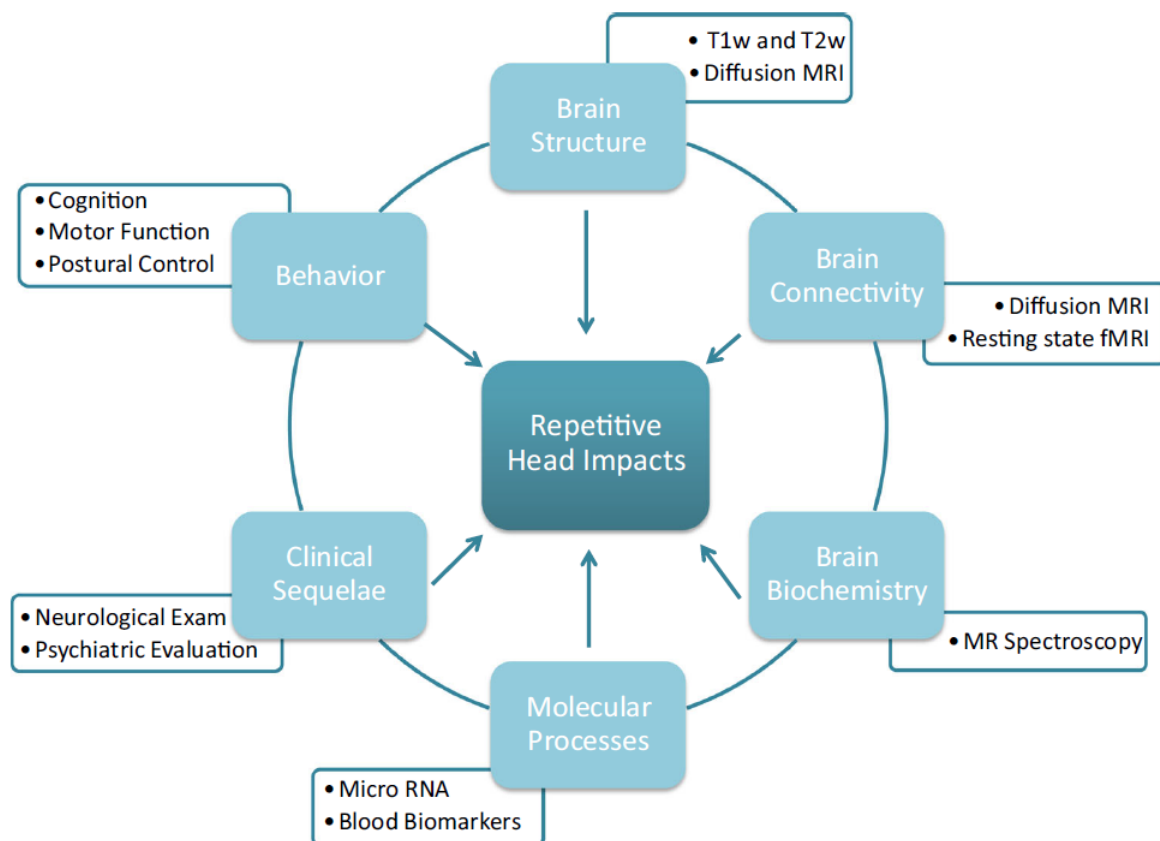 • T1w and T2w
• Diffusion MRI
Brain
Structure
• Cognition
• Motor Function
• Postural Control
Behavior
Brain
Connectivity
• Diffusion MRI
• Resting state fMRI
Repetitive
Head Impacts
Clinical
Sequelae
• Neurological Exam
• Psychiatric Evaluation
Brain
Biochemistry
• MR Spectroscopy
Molecular
Processes
• Micro RNA
• Blood Biomarkers